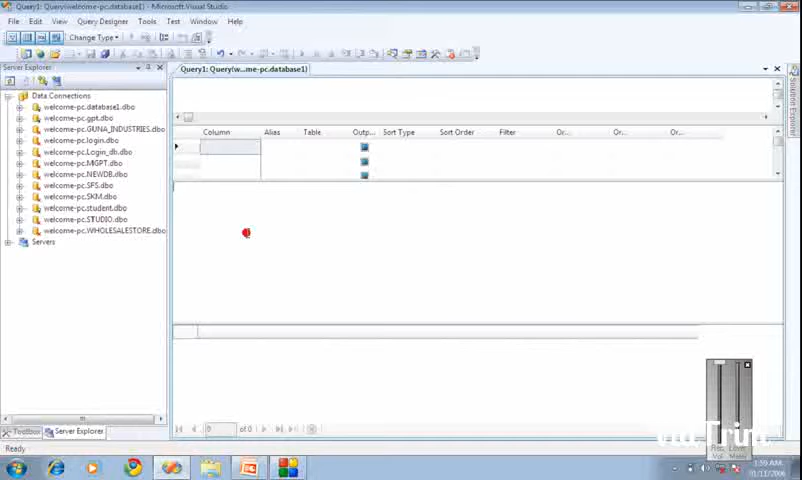 Query1: Query(welcome-pc.database1) - Microsoft Visual Studio
File Edit View Query Designer Tools Test Window Help
Change Type
Server Explorer
Query1: Query(w...me-pc.database1)
Data Connections
welcome-pc.database1.dbo
welcome-pc.gpt.dbo
welcome-pc.GUNA_INDUSTRIES.dbo
welcome-pc.login.dbo
welcome-pc.Login_db.dbo
welcome-pc.MGPT.dbo
welcome-pc.NEWDB.dbo
welcome-pc.SFS.dbo
welcome-pc.SKM.dbo
welcome-pc.student.dbo
welcome-pc.STUDIO.dbo
welcome-pc.WHOLESALESTORE.dbo
Servers
Column Alias Table Outp... Sort Type Sort Order Filter Or... Or... Or...
Solution Explorer
0 of 0
Toolbox Server Explorer
Ready
1:59 AM